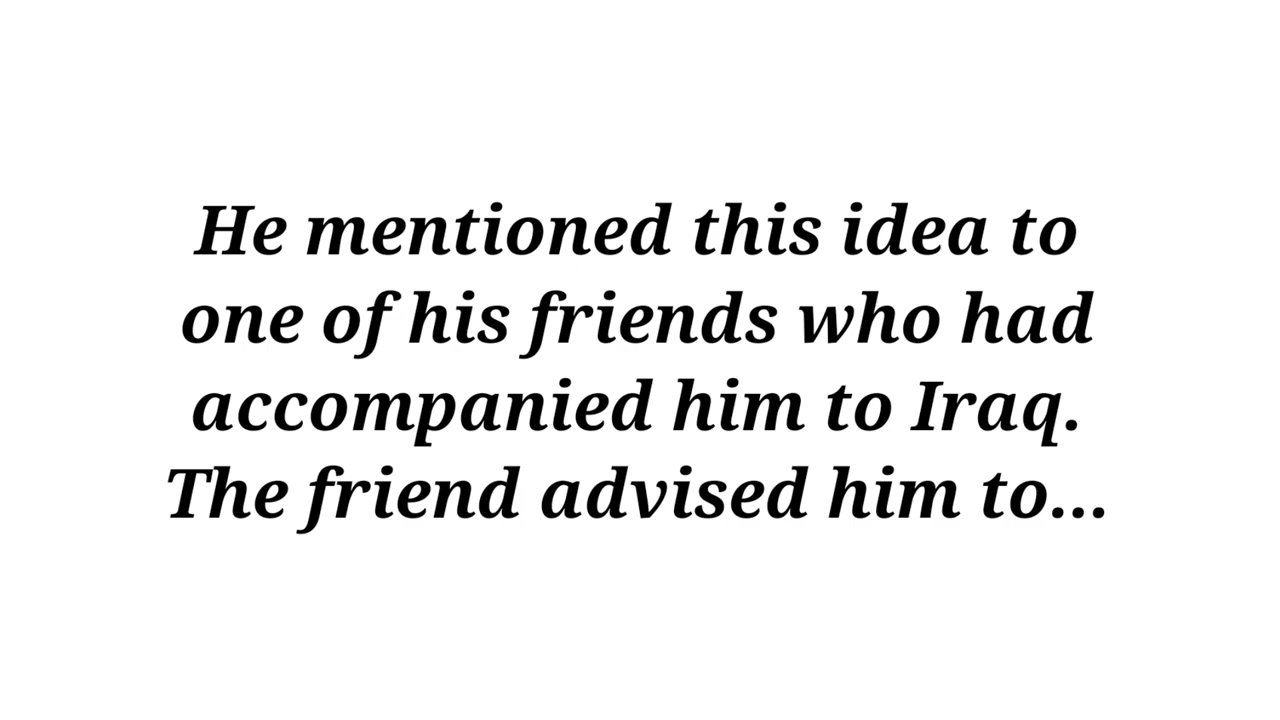 He mentioned this idea to
one of his friends who had
accompanied him to Iraq.
The friend advised him to...